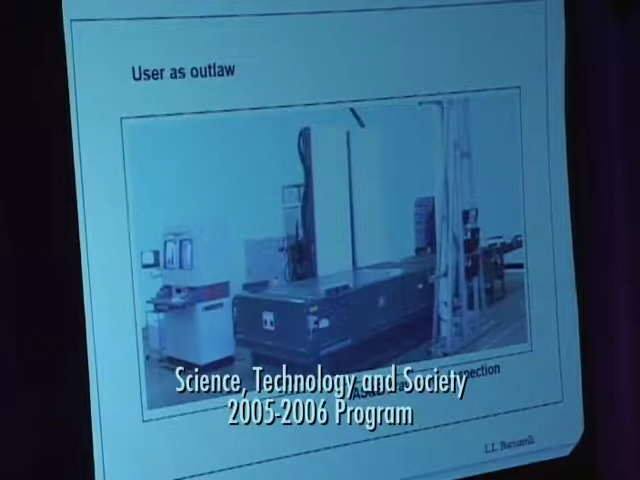 User as outlaw
Science, Technology and Society
2005-2006 Program
L.L. Bucciarelli